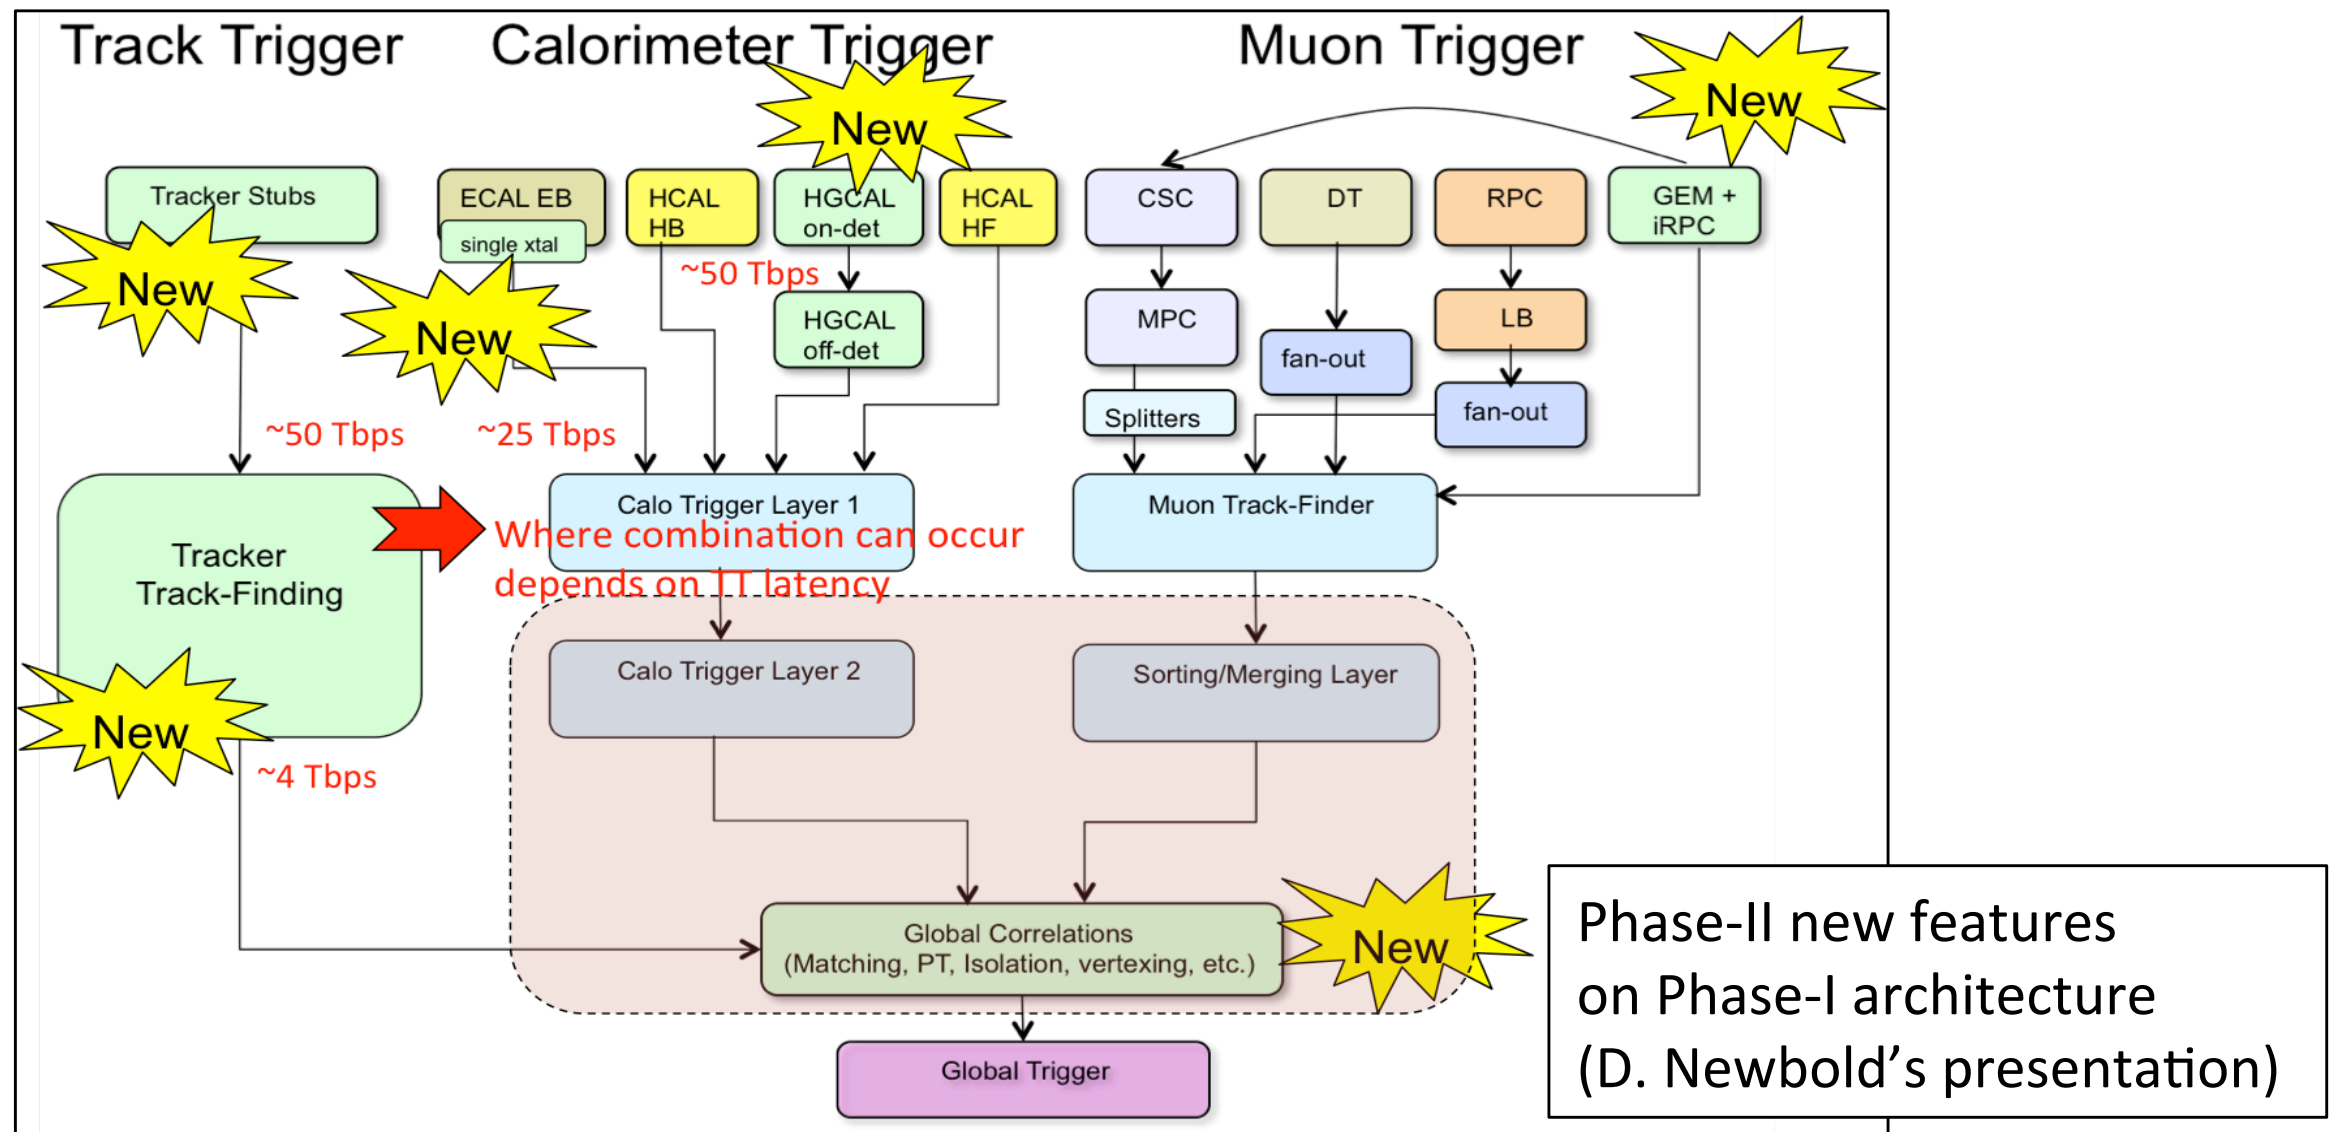 Track Trigger
Calorimeter Trigger
Muon Trigger
New
New
Tracker Stubs
ECAL EB
single xtal
HCAL
HB
HGCAL
on-det
HCAL
HF
CSC
DT
RPC
GEM +
iRPC
New
New
~50 Tbps
HGCAL
off-det
MPC
fan-out
LB
Splitters
fan-out
~50 Tbps
~25 Tbps
Calo Trigger Layer 1
Muon Track-Finder
Where combination can occur
depends on TT latency
Tracker
Track-Finding
New
~4 Tbps
Calo Trigger Layer 2
Sorting/Merging Layer
Global Correlations
(Matching, PT, Isolation, vertexing, etc.)
New
Global Trigger
Phase-II new features
on Phase-I architecture
(D. Newbold’s presentation)